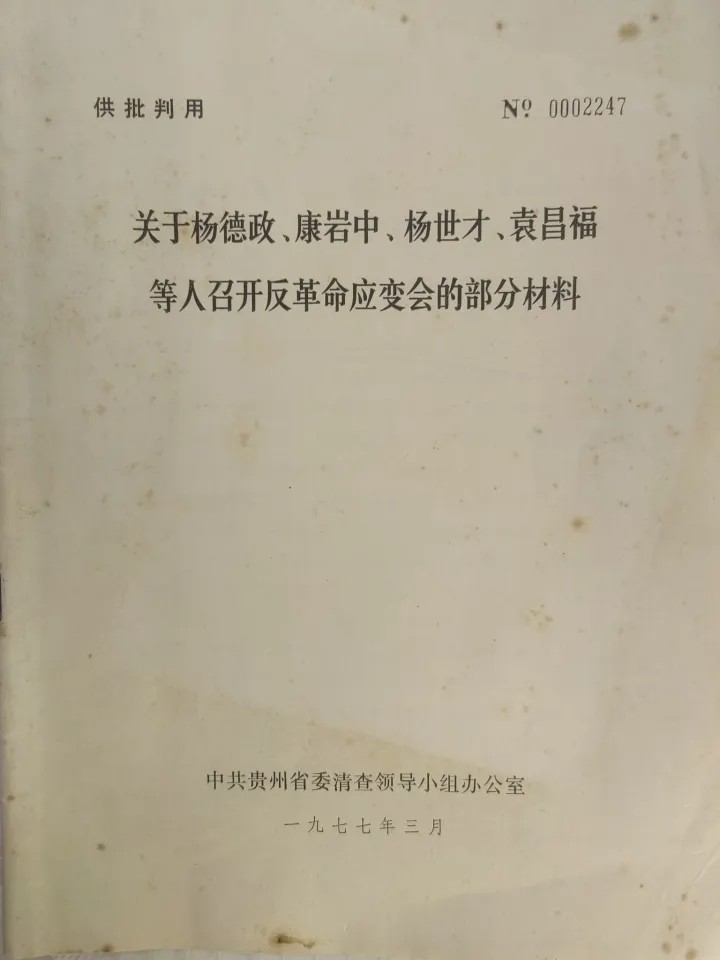 供批判用
№ 0002247
关于杨德政、康岩中、杨世才、袁昌福
等人召开反革命应变会的部分材料
中共贵州省委清查领导小组办公室
一九七七年三月